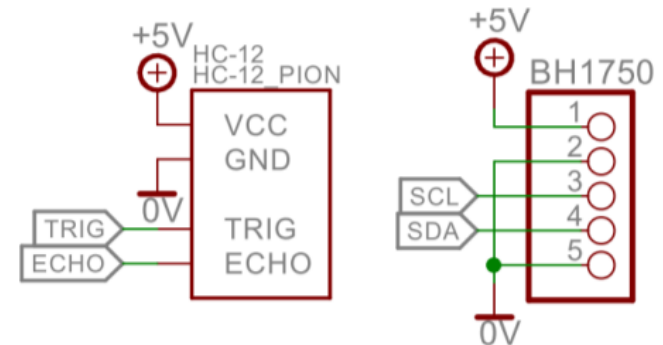 +5V
HC-12
HC-12_PION
VCC
GND
0V
TRIG
TRIG
ECHO
ECHO
+5V
BH1750
1
2
SCL
3
SDA
4
5
0V